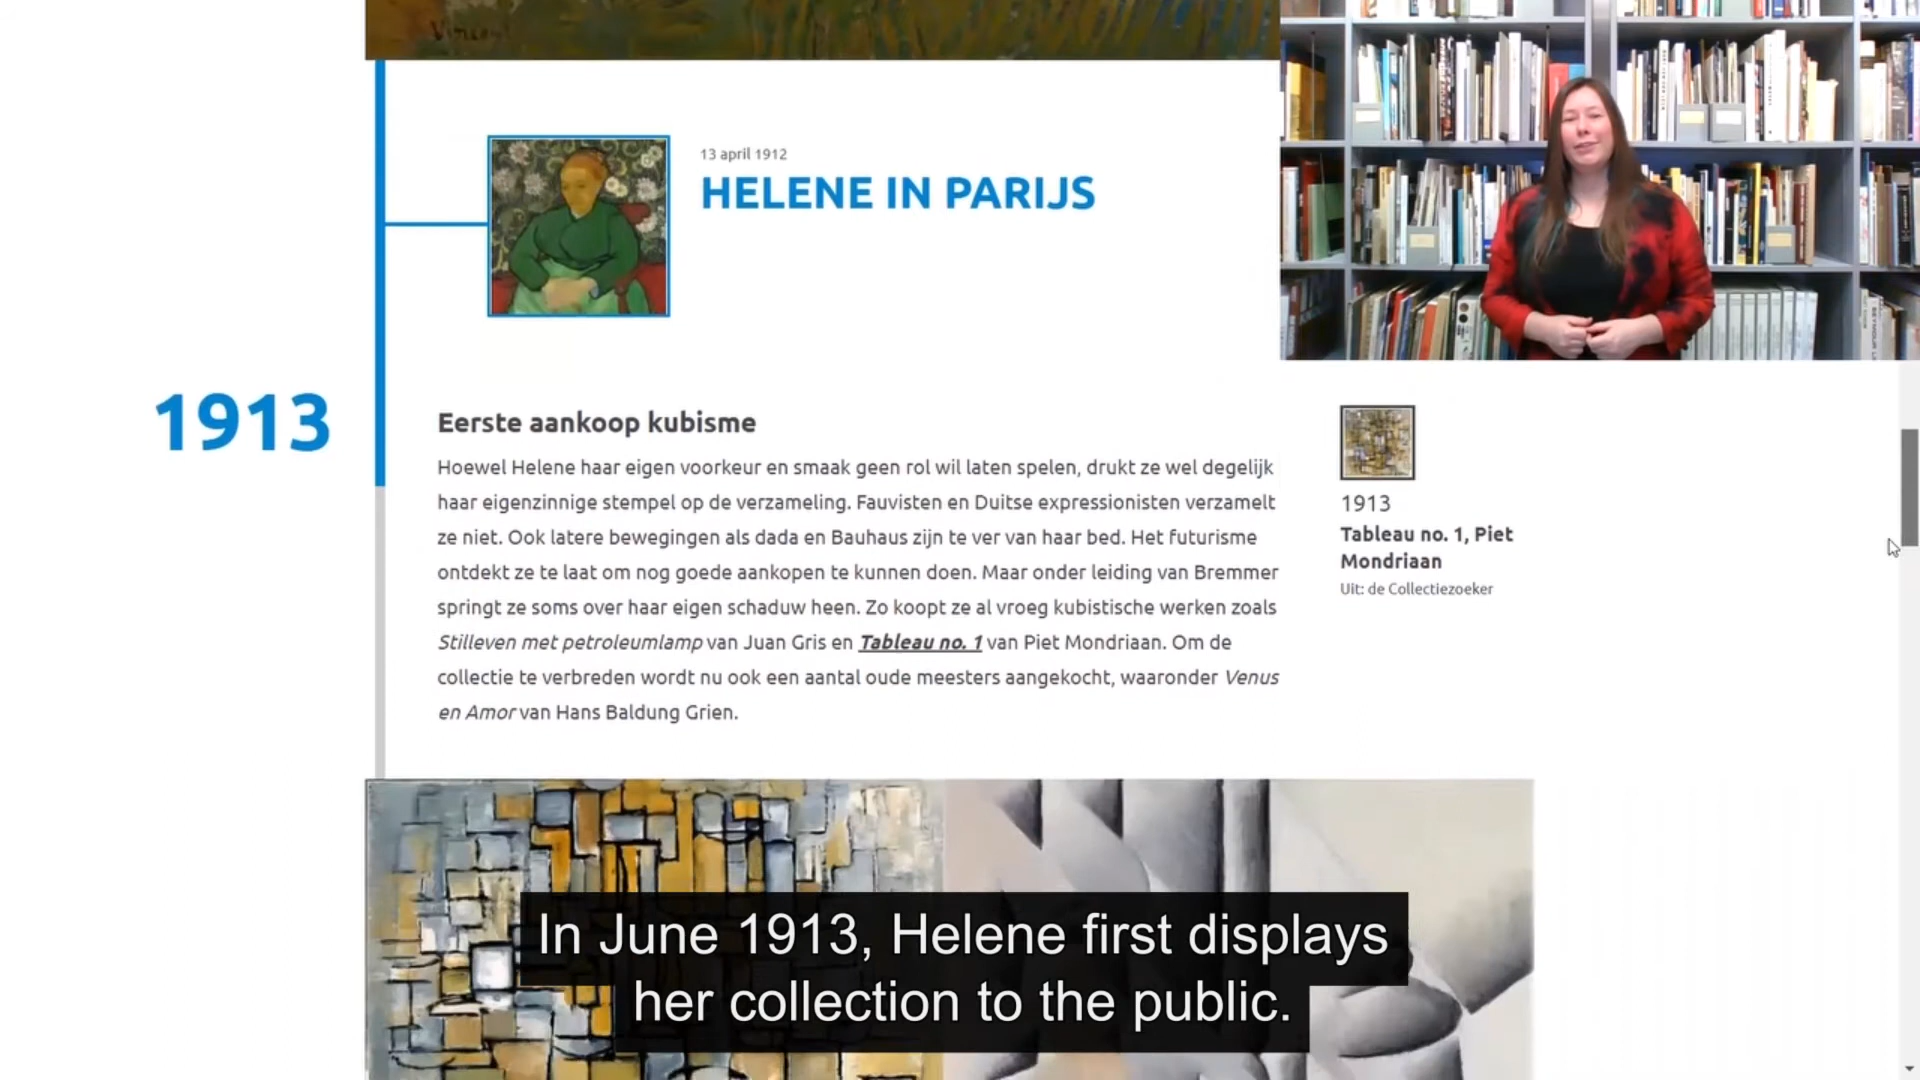 Vincent
13 april 1912
HELENE IN PARIJS
1913
Eerste aankoop kubisme
Hoewel Helene haar eigen voorkeur en smaak geen rol wil laten spelen, drukt ze wel degelijk
haar eigenzinnige stempel op de verzameling. Fauvisten en Duitse expressionisten verzamelt
ze niet. Ook latere bewegingen als dada en Bauhaus zijn te ver van haar bed. Het futurisme
ontdekt ze te laat om nog goede aankopen te kunnen doen. Maar onder leiding van Bremmer
springt ze soms over haar eigen schaduw heen. Zo koopt ze al vroeg kubistische werken zoals
Stilleven met petroleumlamp van Juan Gris en Tableau no. 1 van Piet Mondriaan. Om de
collectie te verbreden wordt nu ook een aantal oude meesters aangekocht, waaronder Venus
en Amor van Hans Baldung Grien.
1913
Tableau no. 1, Piet
Mondriaan
Uit: de Collectiezoeker
In June 1913, Helene first displays
her collection to the public.